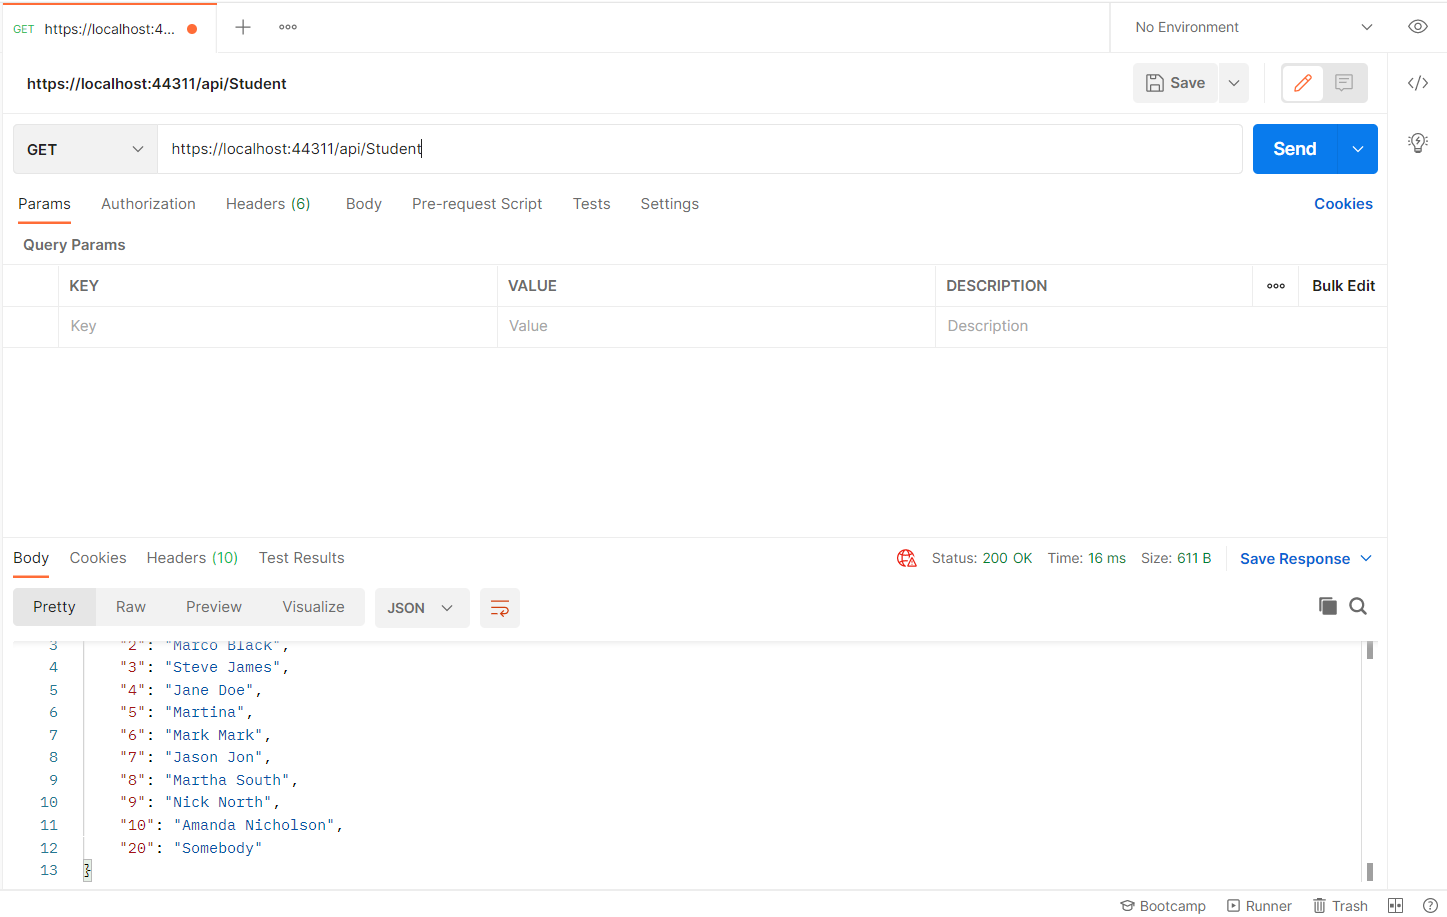 GET https://localhost:4... No Environment
https://localhost:44311/api/Student Save
GET https://localhost:44311/api/Student Send
Params Authorization Headers (6) Body Pre-request Script Tests Settings Cookies
Query Params
KEY VALUE DESCRIPTION Bulk Edit
Key Value Description
Body Cookies Headers (10) Test Results Status: 200 OK Time: 16 ms Size: 611 B Save Response
Pretty Raw Preview Visualize JSON
3 "2": "Marco Black",
4 "3": "Steve James",
5 "4": "Jane Doe",
6 "5": "Martina",
7 "6": "Mark Mark",
8 "7": "Jason Jon",
9 "8": "Martha South",
10 "9": "Nick North",
11 "10": "Amanda Nicholson",
12 "20": "Somebody"
13 }
Bootcamp Runner Trash